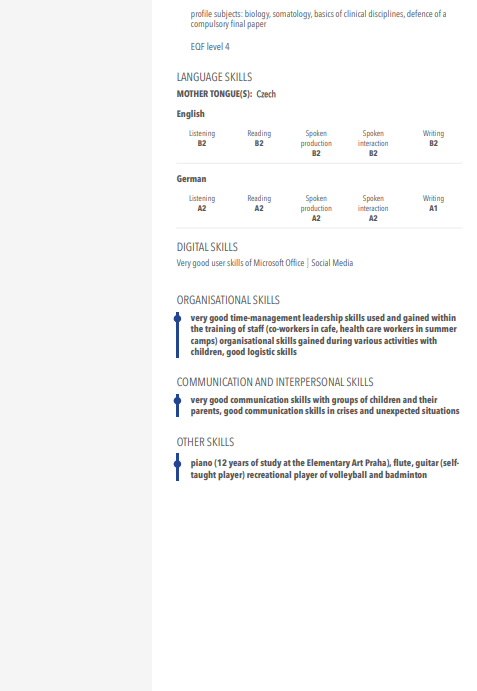 profile subjects: biology, somatology, basics of clinical disciplines, defence of a
compulsory final paper
EQF level 4
LANGUAGE SKILLS
MOTHER TONGUE(S): Czech
English
Listening Reading Spoken production Spoken interaction Writing
B2 B2 B2 B2 B2
German
Listening Reading Spoken production Spoken interaction Writing
A2 A2 A2 A2 A1
DIGITAL SKILLS
Very good user skills of Microsoft Office | Social Media
ORGANISATIONAL SKILLS
very good time-management leadership skills used and gained within
the training of staff (co-workers in cafe, health care workers in summer
camps) organisational skills gained during various activities with
children, good logistic skills
COMMUNICATION AND INTERPERSONAL SKILLS
very good communication skills with groups of children and their
parents, good communication skills in crises and unexpected situations
OTHER SKILLS
piano (12 years of study at the Elementary Art Praha), flute, guitar (self-
taught player) recreational player of volleyball and badminton